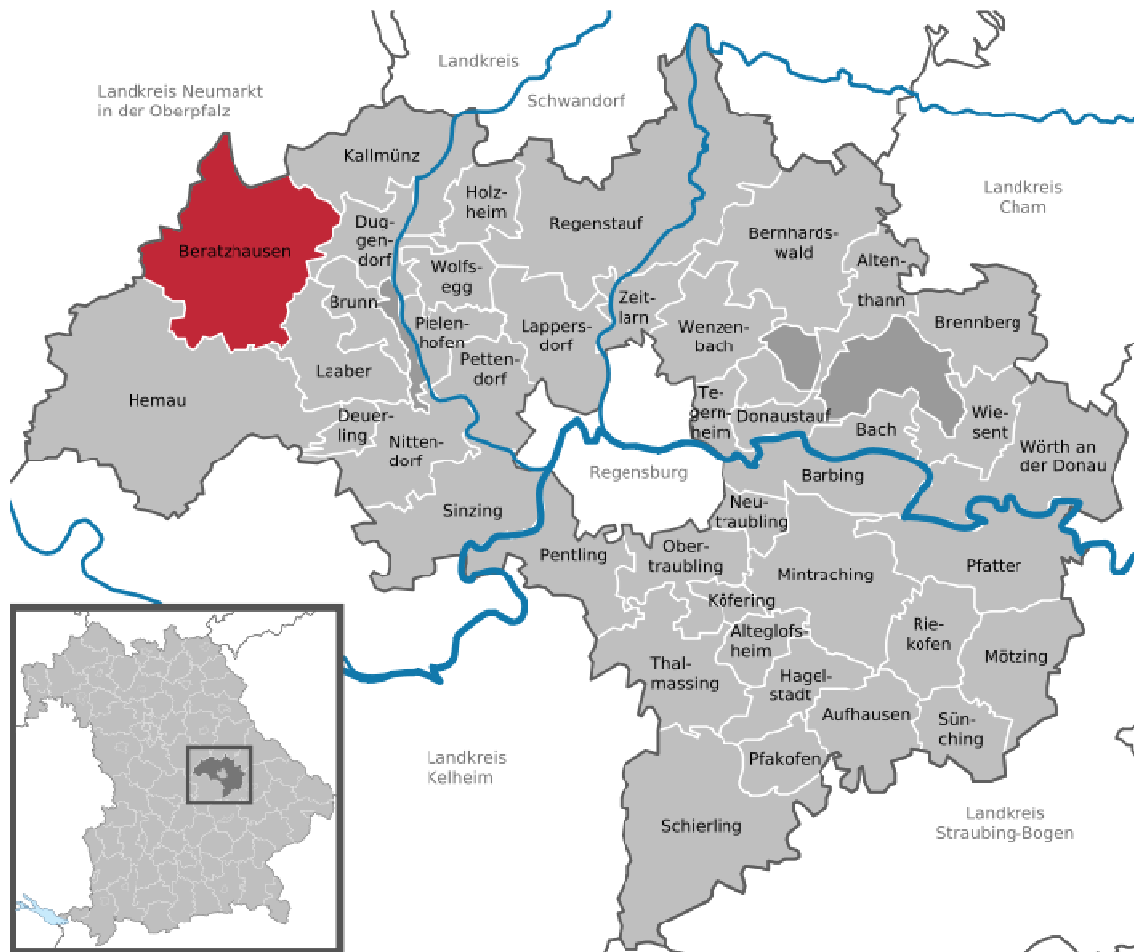 Landkreis
Schwandorf
Landkreis Neumarkt
in der Oberpfalz
Landkreis
Cham
Kallmünz
Holz-
heim
Regenstauf
Beratzhausen
Dug-
gen-
dorf
Bernhards-
wald
Alten-
thann
Wolfs-
egg
Brunn
Zeit-
larn
Pielen-
hofen
Lappers-
dorf
Wenzen-
bach
Brennberg
Laaber
Petten-
dorf
Hemau
Te-
gern-
heim
Donaustauf
Bach
Wie-
sent
Deuer-
ling
Nitten-
dorf
Wörth an
der Donau
Regensburg
Barbing
Sinzing
Neu-
traubling
Pentling
Ober-
traubling
Mintraching
Pfatter
Köfering
Alteglofs-
heim
Rie-
kofen
Mötzing
Thal-
massing
Hagel-
stadt
Aufhausen
Sün-
ching
Pfakofen
Landkreis
Kelheim
Schierling
Landkreis
Straubing-Bogen